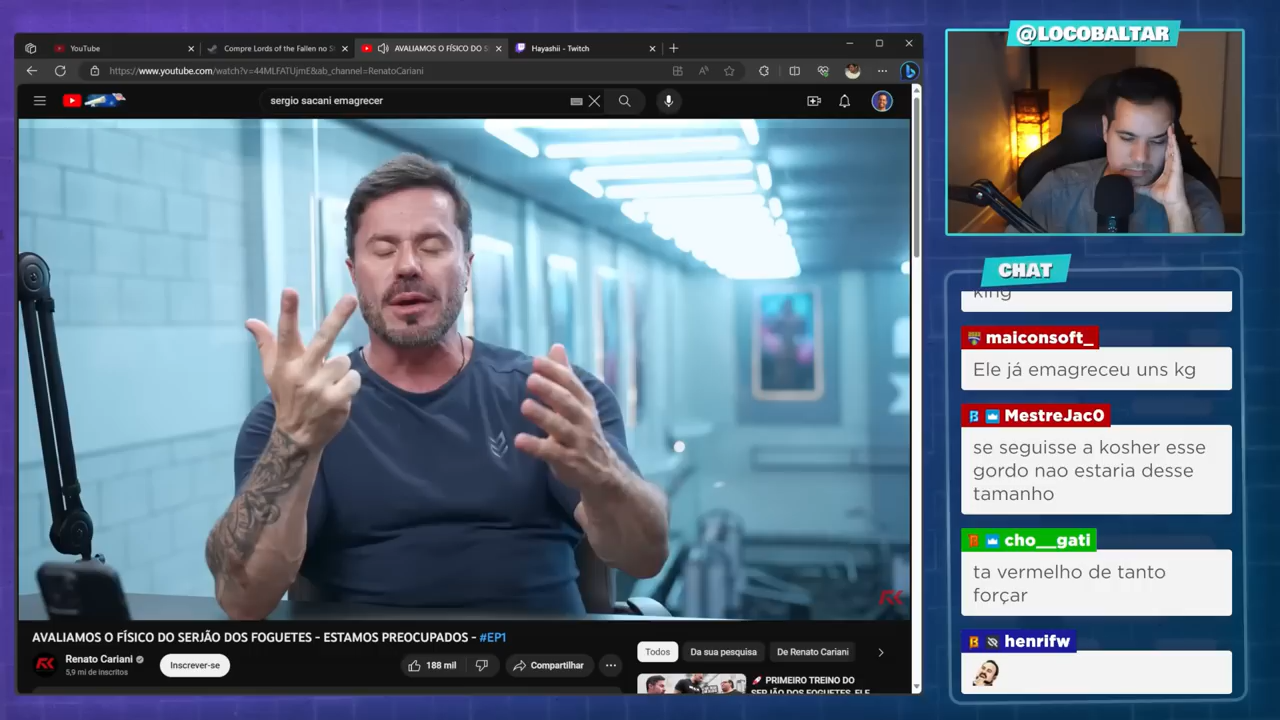 YouTube
Compre Lords of the Fallen no S
AVALIAMOS O FÍSICO DO S
Hayashii - Twitch
https://www.youtube.com/watch?v=44MLFATUjmE&ab_channel=RenatoCariani
sergio sacani emagrecer
AVALIAMOS O FÍSICO DO SERJÃO DOS FOGUETES - ESTAMOS PREOCUPADOS - #EP1
Renato Cariani
5,9 mi de inscritos
Inscrever-se
188 mil
Compartilhar
Todos
Da sua pesquisa
De Renato Cariani
PRIMEIRO TREINO DO
@LOCOBALTAR
CHAT
king
maiconsoft_
Ele já emagreceu uns kg
MestreJac0
se seguisse a kosher esse
gordo nao estaria desse
tamanho
cho__gati
ta vermelho de tanto
forçar
henrifw